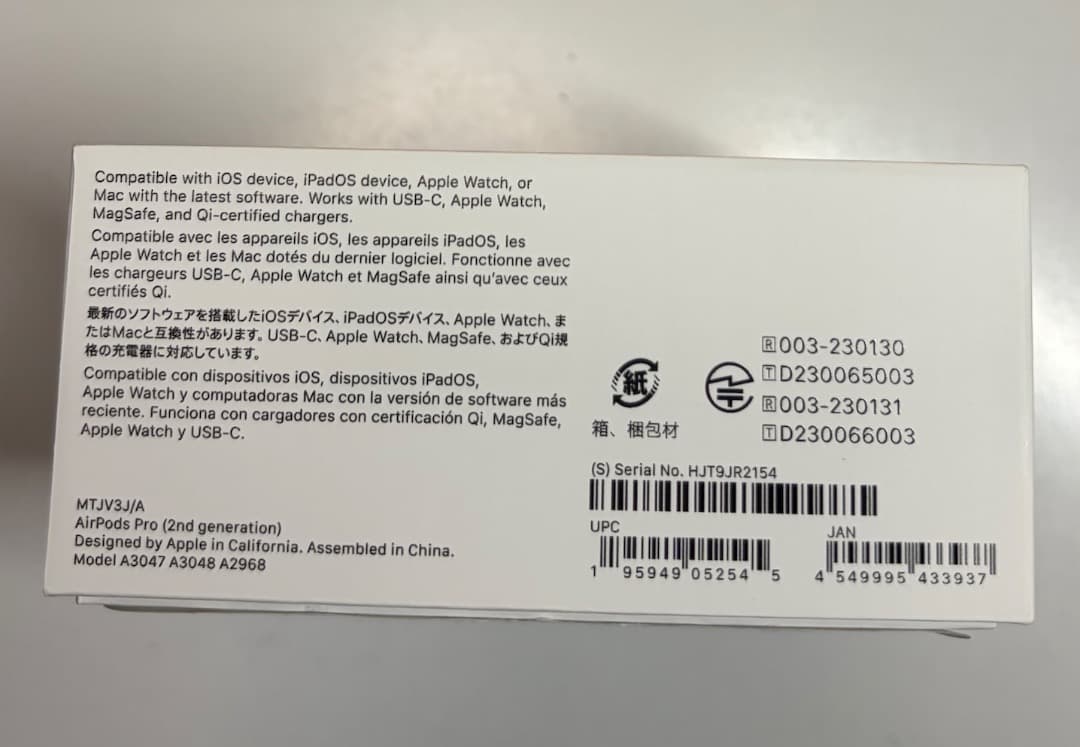 Compatible with iOS device, iPadOS device, Apple Watch, or
Mac with the latest software. Works with USB-C, Apple Watch,
MagSafe, and Qi-certified chargers.
Compatible avec les appareils iOS, les appareils iPadOS, les
Apple Watch et les Mac dotés du dernier logiciel. Fonctionne avec
les chargeurs USB-C, Apple Watch et MagSafe ainsi qu'avec ceux
certifiés Qi.
最新のソフトウェアを搭載したiOSデバイス、iPadOSデバイス、Apple Watch、ま
たはMacと互換性があります。USB-C、Apple Watch、MagSafe、およびQi規
格の充電器に対応しています。
Compatible con dispositivos iOS, dispositivos iPadOS,
Apple Watch y computadoras Mac con la versión de software más
reciente. Funciona con cargadores con certificación Qi, MagSafe,
Apple Watch y USB-C.
MTJV3J/A
AirPods Pro (2nd generation)
Designed by Apple in California. Assembled in China.
Model A3047 A3048 A2968
紙
箱、梱包材
R 003-230130
T D230065003
R 003-230131
T D230066003
(S) Serial No. HJT9JR2154
UPC
1 95949 05254 5
JAN
4 549995 433937